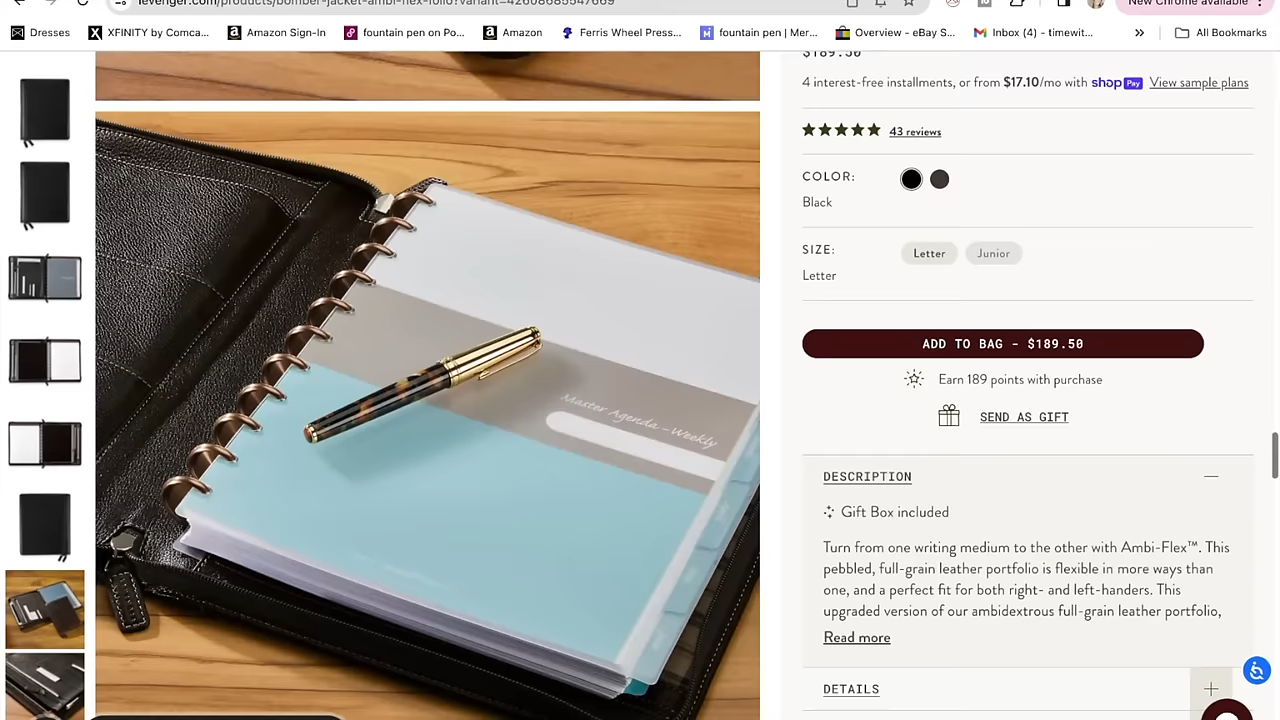 levenger.com/products/bomber-jacket-ambi-flex-folio?variant=42608685547669
New Chrome available
Dresses
XFINITY by Comca...
Amazon Sign-In
fountain pen on Po...
Amazon
Ferris Wheel Press...
fountain pen | Mer...
Overview - eBay S...
Inbox (4) - timewit...
»
All Bookmarks
$189.50
4 interest-free installments, or from $17.10/mo with shop Pay View sample plans
43 reviews
COLOR:
Black
SIZE:
Letter
Junior
Letter
Master Agenda – Weekly
ADD TO BAG - $189.50
Earn 189 points with purchase
SEND AS GIFT
DESCRIPTION
Gift Box included
Turn from one writing medium to the other with Ambi-Flex™. This
pebbled, full-grain leather portfolio is flexible in more ways than
one, and a perfect fit for both right- and left-handers. This
upgraded version of our ambidextrous full-grain leather portfolio,
Read more
DETAILS